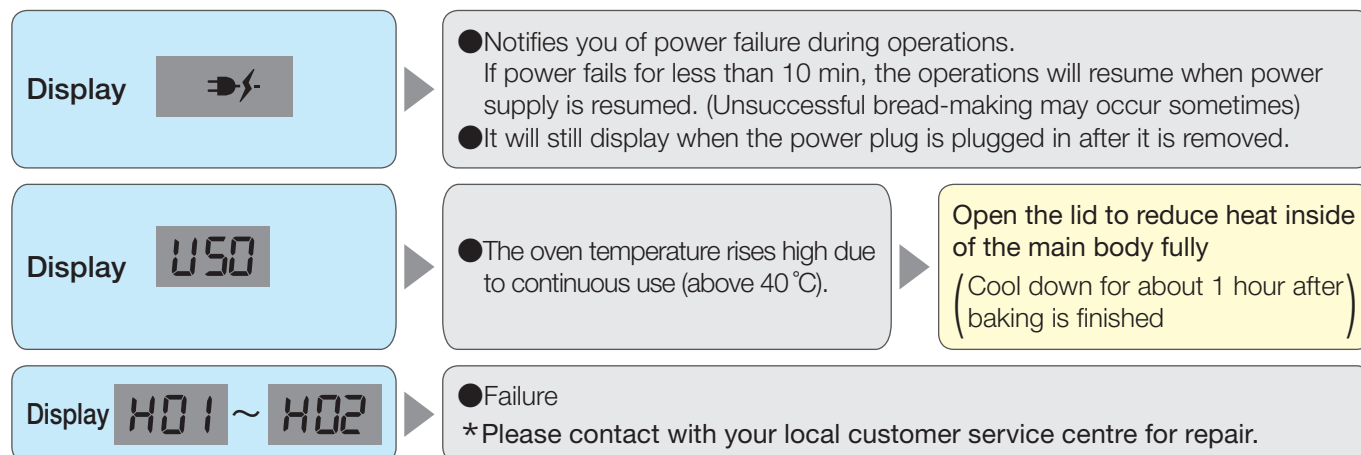 Display
●Notifies you of power failure during operations.
If power fails for less than 10 min, the operations will resume when power
supply is resumed. (Unsuccessful bread-making may occur sometimes)
●It will still display when the power plug is plugged in after it is removed.
Display U50
●The oven temperature rises high due
to continuous use (above 40 ℃).
Open the lid to reduce heat inside
of the main body fully
(Cool down for about 1 hour after
baking is finished)
Display H01 ~ H02
●Failure
*Please contact with your local customer service centre for repair.